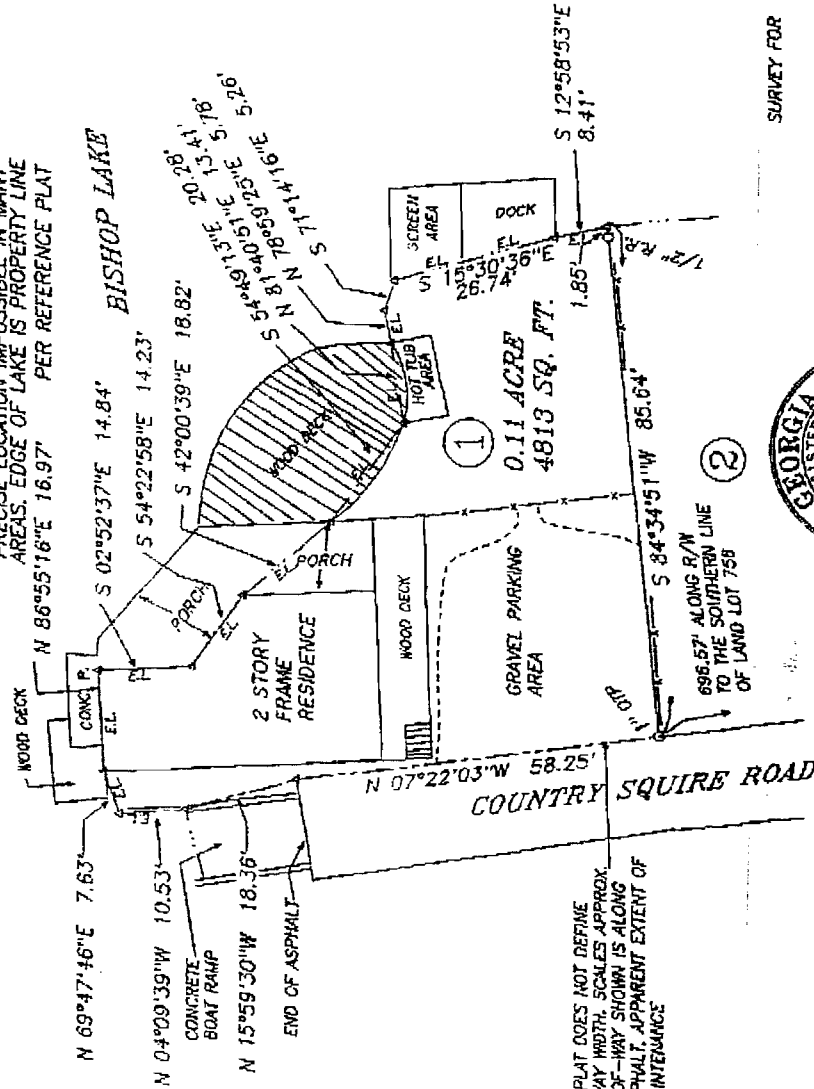 AREAS. EDGE OF LAKE IS PROPERTY LINE
PER REFERENCE PLAT
N 86°55'16"E 16.97'
BISHOP LAKE
S 02°52'37"E 14.84'
S 54°22'58"E 14.23'
S 42°00'39"E 18.82'
S 54°49'13"E 20.28'
N 81°40'51"E 13.41'
N 78°59'25"E 5.78'
S 71°14'16"E 5.26'
WOOD DECK
CONC. P.
E.L.
E.L.
E.L.
E.L.
PORCH
E.L.
E.L.
PORCH
2 STORY
FRAME
RESIDENCE
WOOD DECK
E.L.
E.L.
E.L.
HOT TUB
AREA
SCREEN
AREA
DOCK
E.L.
E.L.
E.L.
S 15°30'36"E
26.74'
1.85'
S 12°58'53"E
8.41'
1/2" R.R.
1
0.11 ACRE
4813 SQ. FT.
WOOD DECK
GRAVEL PARKING
AREA
S 84°34'51"W 85.64'
2
1" OTP
696.57' ALONG R/W
TO THE SOUTHERN LINE
OF LAND LOT 758
N 07°22'03"W 58.25'
COUNTRY SQUIRE ROAD
N 69°47'46"E 7.63'
N 04°09'39"W 10.53'
CONCRETE
BOAT RAMP
N 15°59'30"W 18.36'
END OF ASPHALT
PLAT DOES NOT DEFINE
WIDTH. SCALES APPROX.
OF-WAY SHOWN IS ALONG
APPARENT EXTENT OF
GEORGIA
SURVEY FOR